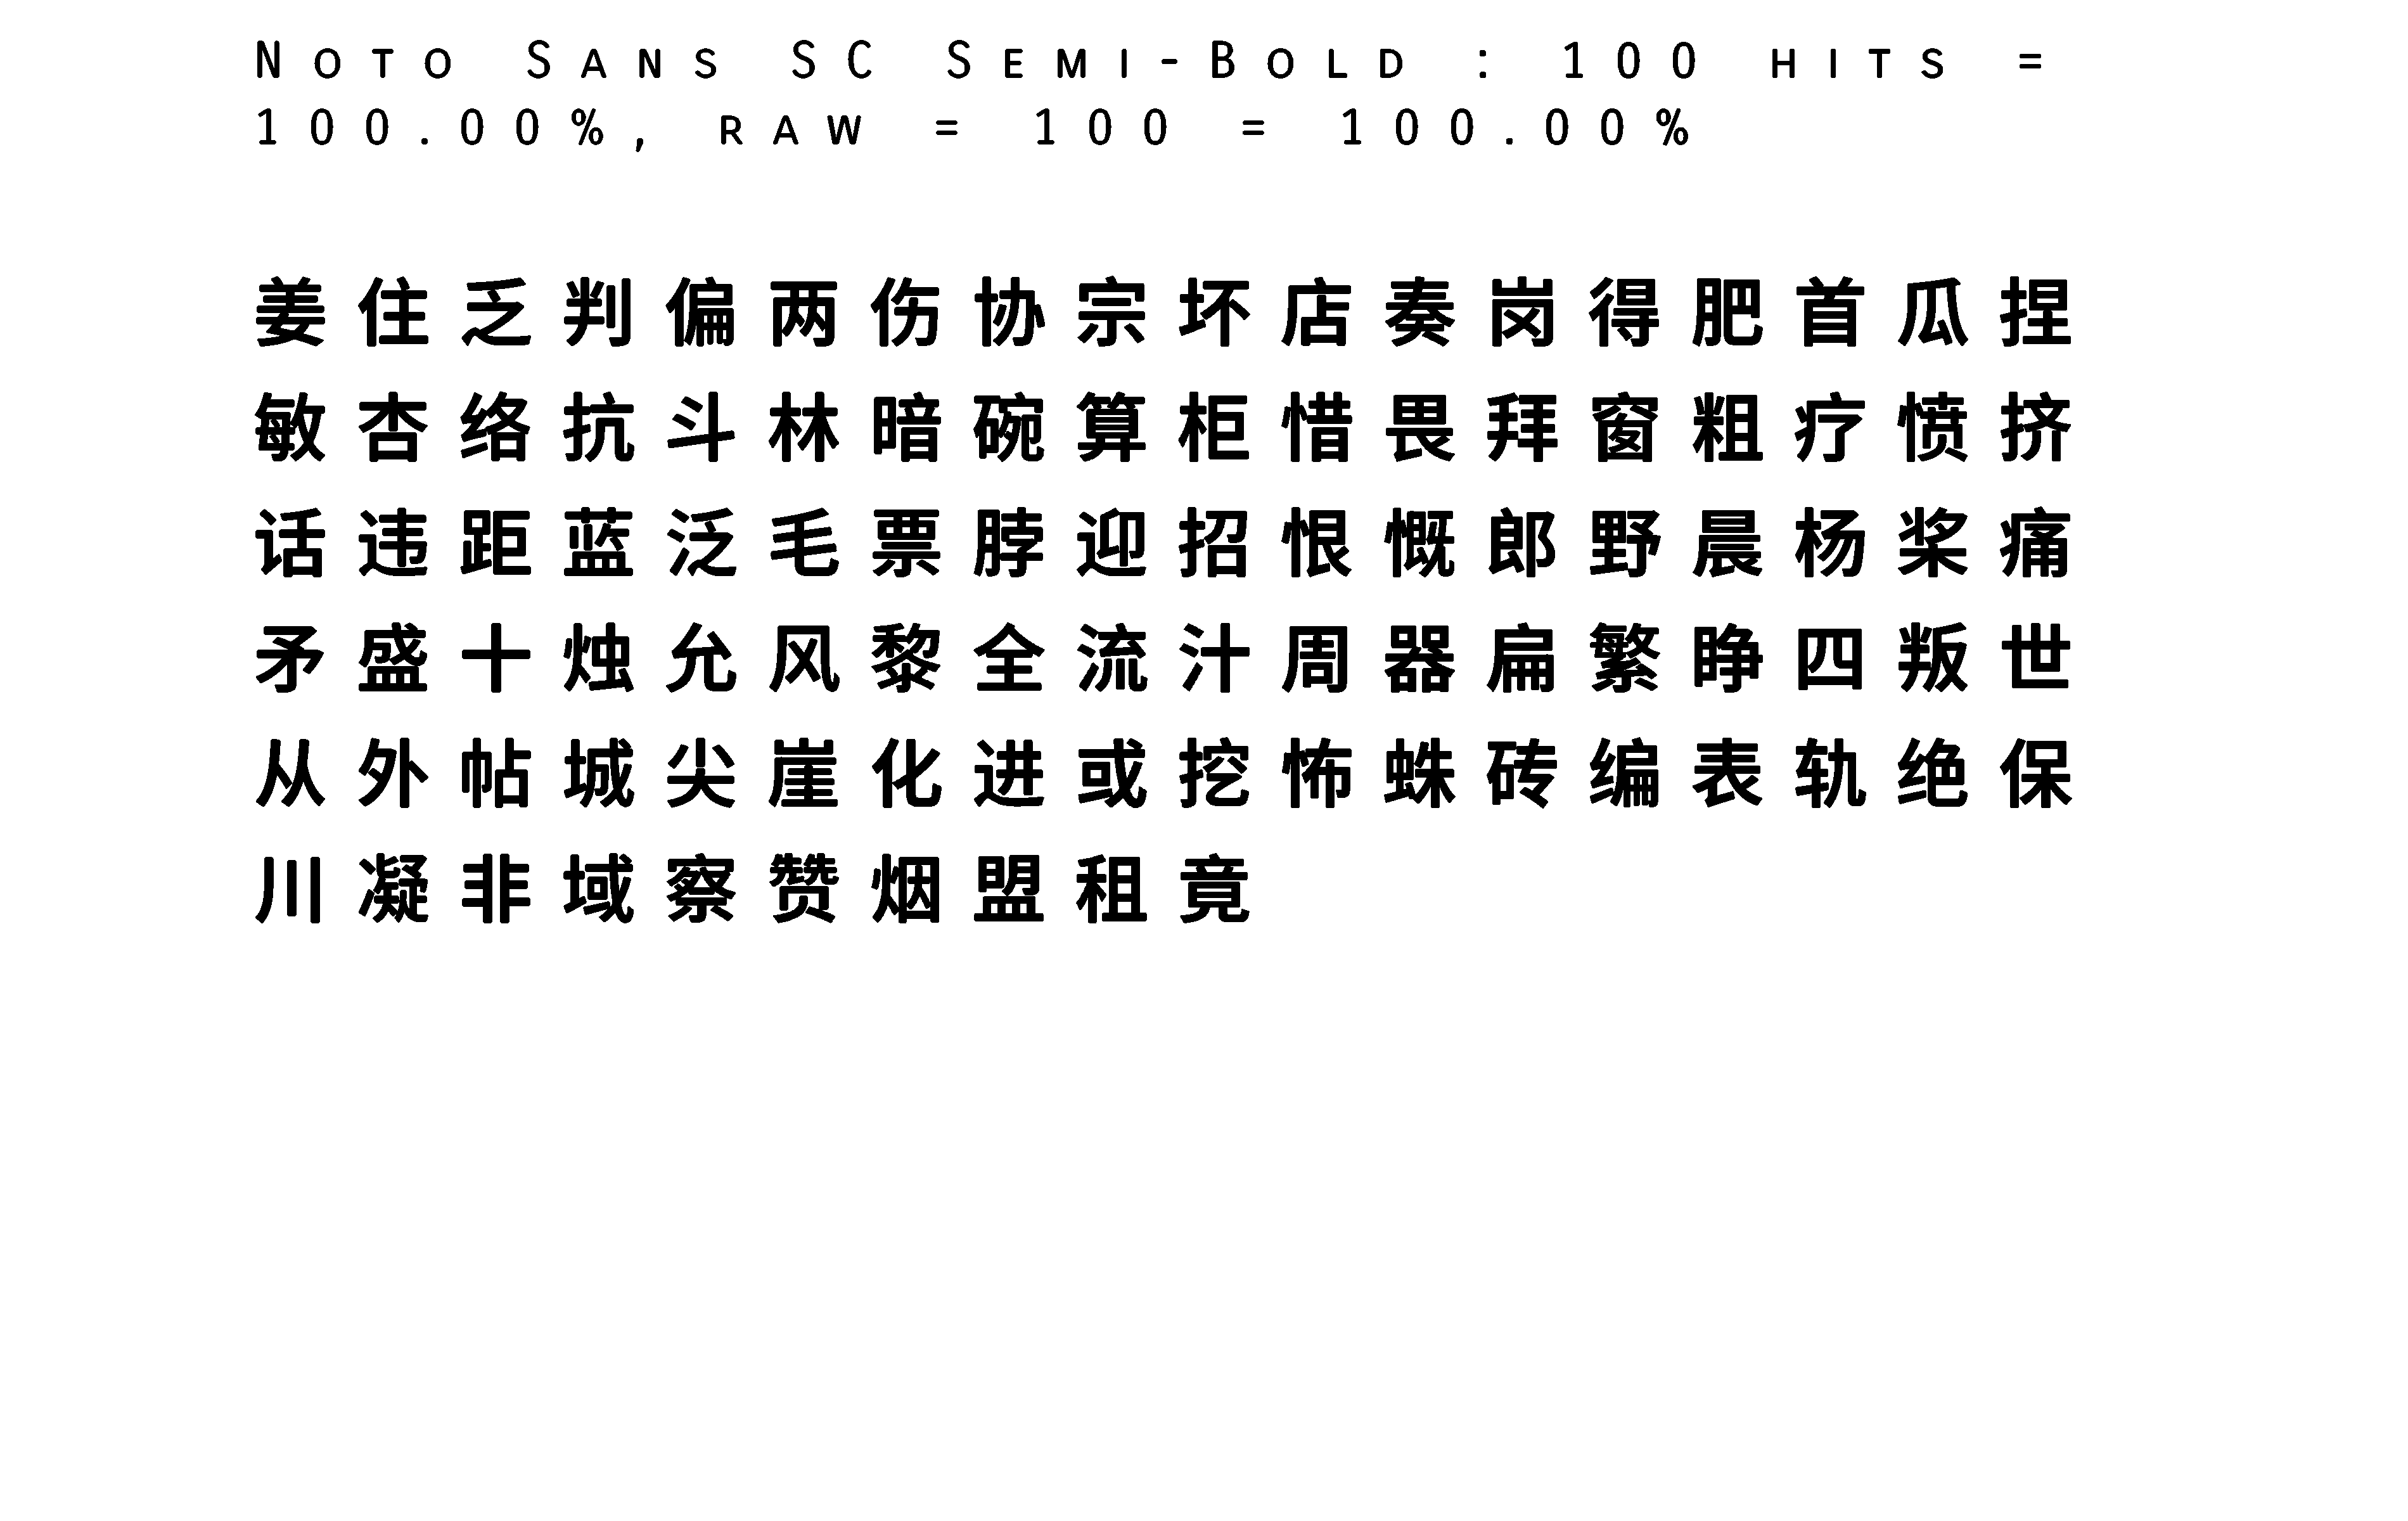 Noto Sans SC Semi-Bold : 100 hits =
100.00%, raw = 100 = 100.00%
姜住乏判偏两伤协宗坏店奏岗得肥首瓜捏
敏杏络抗斗林暗碗算柜惜畏拜窗粗疗愤挤
话违距蓝泛毛票脖迎招恨慨郎野晨杨桨痛
矛盛十烛允风黎全流汁周器扁繁睁四叛世
从外帖城尖崖化进或挖怖蛛砖编表轨绝保
川凝非域察赞烟盟租竟